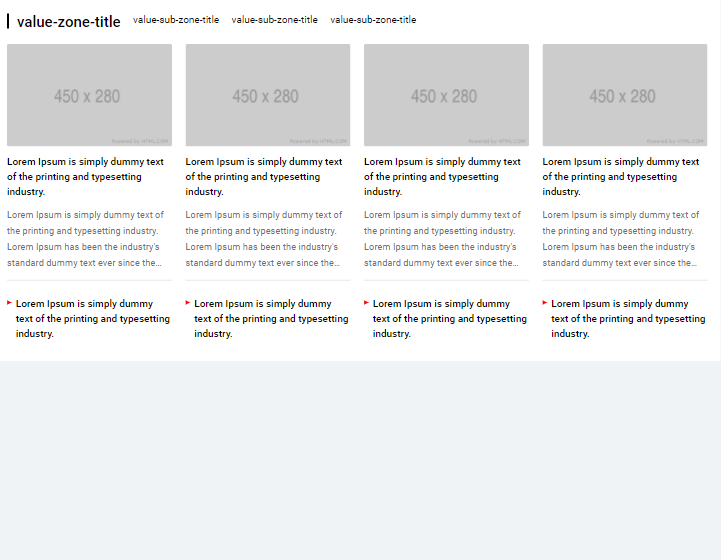 value-zone-title value-sub-zone-title value-sub-zone-title value-sub-zone-title
450 x 280 450 x 280 450 x 280 450 x 280
Powered by HTML.COM Powered by HTML.COM Powered by HTML.COM Powered by HTML.COM
Lorem Ipsum is simply dummy text
of the printing and typesetting
industry.
Lorem Ipsum is simply dummy text of
the printing and typesetting industry.
Lorem Ipsum has been the industry's
standard dummy text ever since the...
Lorem Ipsum is simply dummy
text of the printing and typesetting
industry.
Lorem Ipsum is simply dummy text
of the printing and typesetting
industry.
Lorem Ipsum is simply dummy text of
the printing and typesetting industry.
Lorem Ipsum has been the industry's
standard dummy text ever since the...
Lorem Ipsum is simply dummy
text of the printing and typesetting
industry.
Lorem Ipsum is simply dummy text
of the printing and typesetting
industry.
Lorem Ipsum is simply dummy text of
the printing and typesetting industry.
Lorem Ipsum has been the industry's
standard dummy text ever since the...
Lorem Ipsum is simply dummy
text of the printing and typesetting
industry.
Lorem Ipsum is simply dummy text
of the printing and typesetting
industry.
Lorem Ipsum is simply dummy text of
the printing and typesetting industry.
Lorem Ipsum has been the industry's
standard dummy text ever since the...
Lorem Ipsum is simply dummy
text of the printing and typesetting
industry.